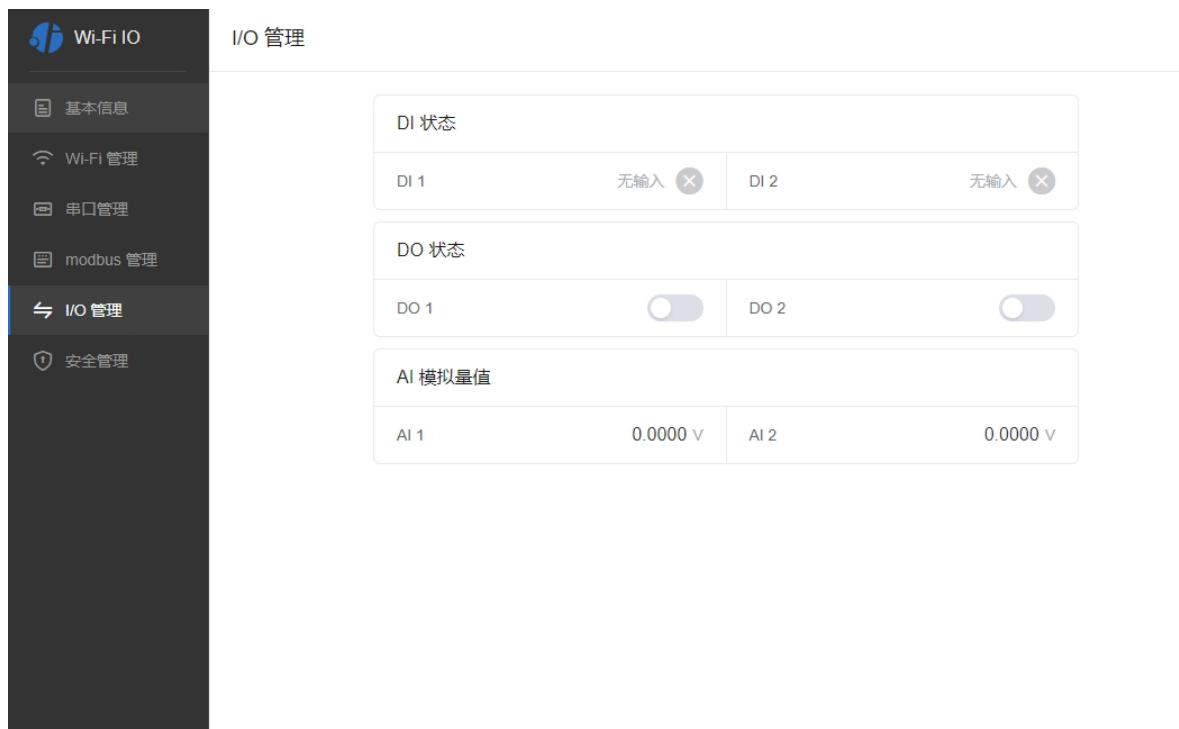 Wi-Fi IO
I/O 管理
基本信息
Wi-Fi 管理
串口管理
modbus 管理
I/O 管理
安全管理
DI 状态
DI 1 无输入 DI 2 无输入
DO 状态
DO 1 DO 2
AI 模拟量值
AI 1 0.0000 V AI 2 0.0000 V